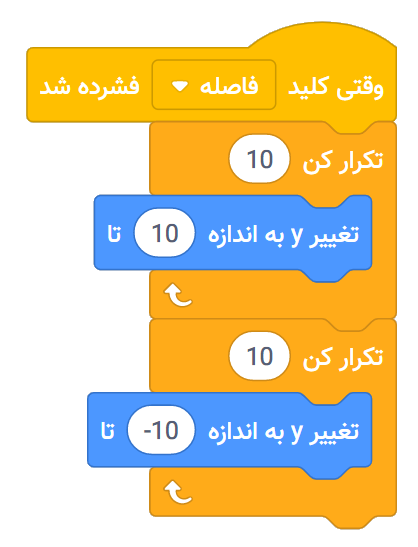 وقتی کلید فاصله فشرده شد
تکرار کن 10
تغییر y به اندازه 10 تا
تکرار کن 10
تغییر y به اندازه -10 تا